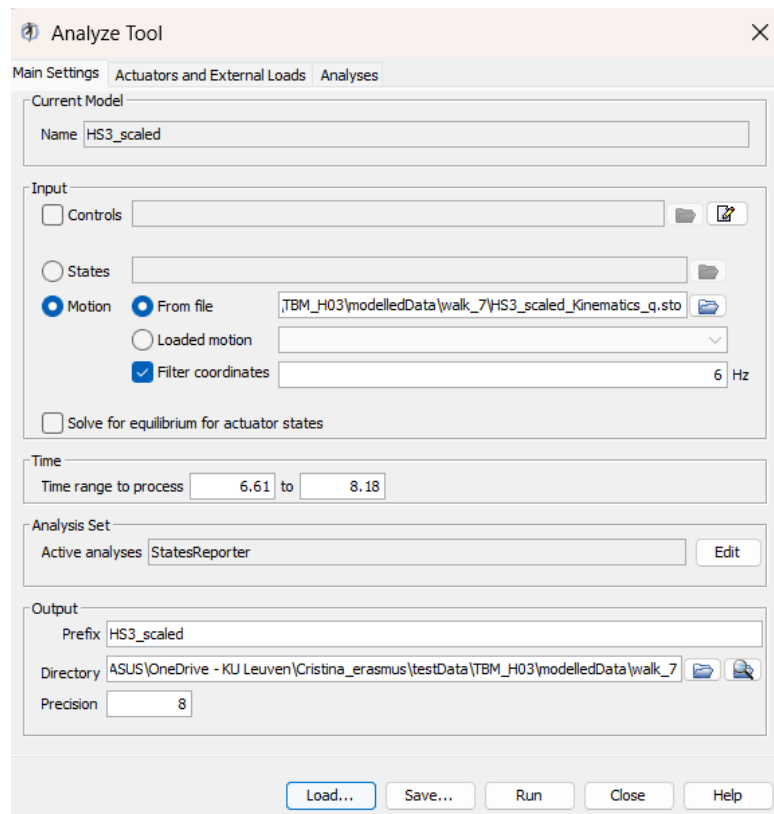 Analyze Tool
Main Settings Actuators and External Loads Analyses
Current Model
Name HS3_scaled
Input
Controls
States
Motion From file ,TBM_H03\modelledData\walk_7\HS3_scaled_Kinematics_q.sto
Loaded motion
Filter coordinates 6 Hz
Solve for equilibrium for actuator states
Time
Time range to process 6.61 to 8.18
Analysis Set
Active analyses StatesReporter Edit
Output
Prefix HS3_scaled
Directory ASUS\OneDrive - KU Leuven\Cristina_erasmus\testData\TBM_H03\modelledData\walk_7
Precision 8
Load... Save... Run Close Help